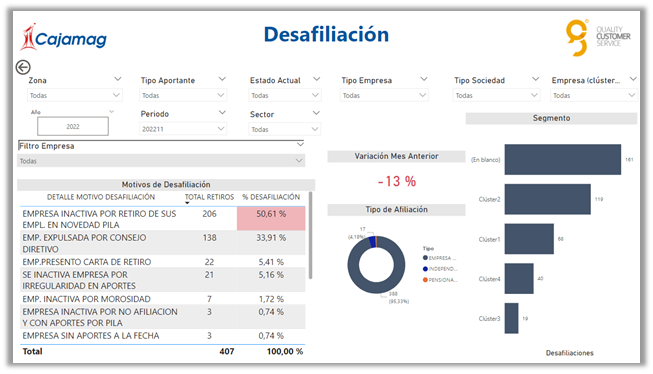 Cajamag
Desafiliación
QUALITY
CUSTOMER
SERVICE
Zona
Tipo Aportante
Estado Actual
Tipo Empresa
Tipo Sociedad
Empresa (clúster...
Todas
Todas
Todas
Todas
Todas
Todas
Año
Periodo
Sector
2022
202211
Todas
Segmento
Filtro Empresa
Todas
Variación Mes Anterior
-13 %
Motivos de Desafiliación
DETALLE MOTIVO DESAFILIACIÓN TOTAL RETIROS % DESAFILIACIÓN
EMPRESA INACTIVA POR RETIRO DE SUS 206 50,61 %
EMPL. EN NOVEDAD PILA
EMP. EXPULSADA POR CONSEJO 138 33,91 %
DIRETIVO
EMP.PRESENTO CARTA DE RETIRO 22 5,41 %
SE INACTIVA EMPRESA POR 21 5,16 %
IRREGULARIDAD EN APORTES
EMP. INACTIVA POR MOROSIDAD 7 1,72 %
EMPRESA INACTIVA POR NO AFILIACION 3 0,74 %
Y CON APORTES POR PILA
EMPRESA SIN APORTES A LA FECHA 3 0,74 %
Total 407 100,00 %
Tipo de Afiliación
17
(4,18%)
Tipo
EMPRESA ...
INDEPEND...
PENSIONA...
388
(95,33%)
(En blanco) 161
Clúster2 119
Clúster1 68
Clúster4 40
Clúster3 19
Desafiliaciones